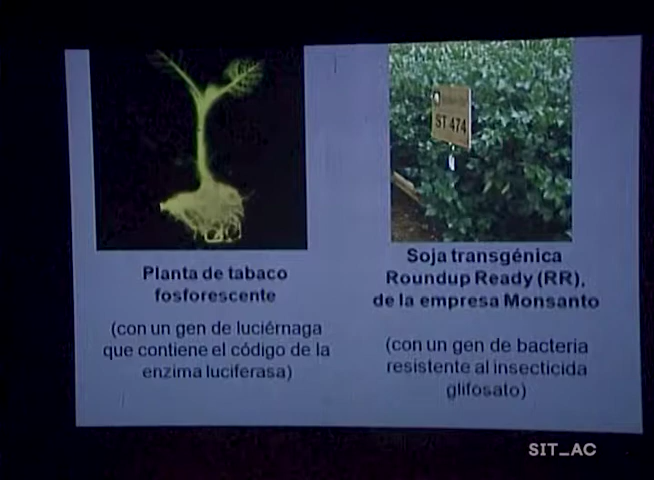 ST 474
Planta de tabaco
fosforescente
(con un gen de luciérnaga
que contiene el código de la
enzima luciferasa)
Soja transgénica
Roundup Ready (RR),
de la empresa Monsanto
(con un gen de bacteria
resistente al insecticida
glifosato)
SIT_AC